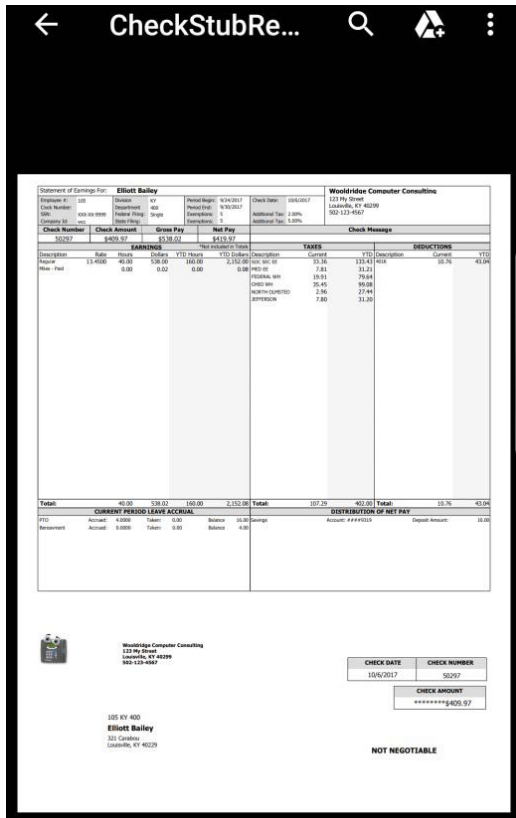 CheckStubRe...
Statement of Earnings For: Elliott Bailey
Wooldridge Computer Consulting
123 My Street
Louisville, KY 40299
502-123-4567
Employee #: 105 Division KY Period Begin: 9/24/2017 Check Date: 10/6/2017
Clock Number: Department 400 Period End: 9/30/2017
SSN: XXX-XX-9999 Federal Filing: Single Exemptions: 5 Additional Tax: 2.00%
Company Id: State Filing: Exemptions: 5 Additional Tax: 5.00%
Check Number Check Amount Gross Pay Net Pay Check Message
50297 $409.97 $538.02 $419.97
EARNINGS *Not included in Totals TAXES DEDUCTIONS
Description Rate Hours Dollars YTD Hours YTD Dollars Description Current YTD Description Current YTD
Regular 13.4500 40.00 538.00 160.00 2,152.00 SOC SEC EE 33.36 133.43 401K 10.76 43.04
Miles - Paid 0.00 0.02 0.00 0.08 MED EE 7.81 31.21
FEDERAL WH 19.91 79.64
OHIO WH 35.45 99.08
NORTH OLMSTED 2.96 27.44
JEFFERSON 7.80 31.20
Total: 40.00 538.02 160.00 2,152.08 Total: 107.29 402.00 Total: 10.76 43.04
CURRENT PERIOD LEAVE ACCRUAL DISTRIBUTION OF NET PAY
PTO Accrued: 4.0000 Taken: 0.00 Balance 16.00 Savings Account: ####5019 Deposit Amount: 10.00
Accrued: 0.0000 Taken: 0.00 Balance 4.00
Wooldridge Computer Consulting
123 My Street
Louisville, KY 40299
502-123-4567
CHECK DATE CHECK NUMBER
10/6/2017 50297
CHECK AMOUNT
********$409.97
105 KY 400
Elliott Bailey
321 Carabou
Louisville, KY 40229
NOT NEGOTIABLE